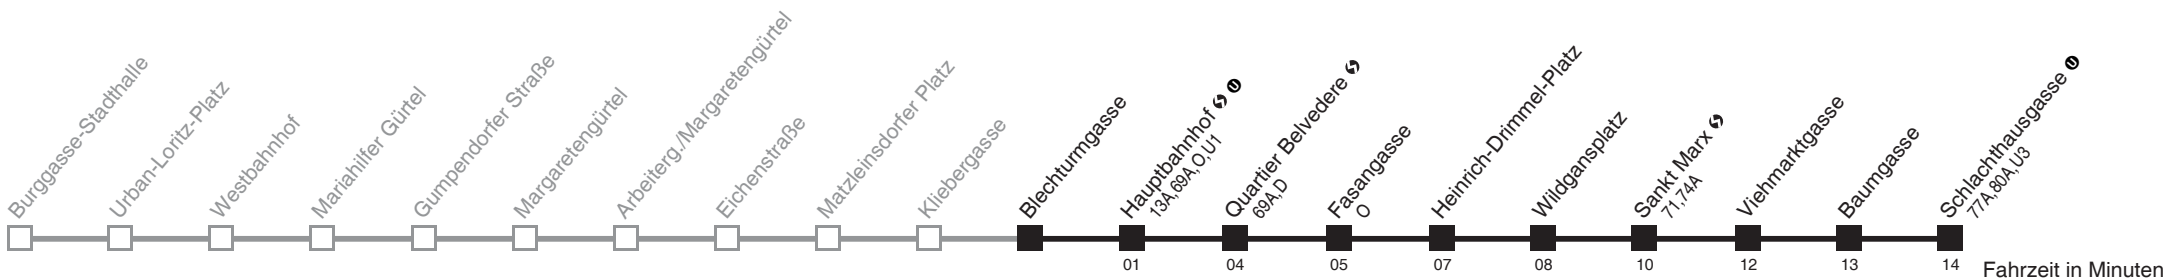 Burggasse-Stadthalle
Urban-Loritz-Platz
Westbahnhof
Mariahilfer Gürtel
Gumpendorfer Straße
Margaretengürtel
Arbeiterg./Margaretengürtel
Eichenstraße
Matzleinsdorfer Platz
Kliebergasse
Blechturmgasse
Hauptbahnhof S U
13A,69A,O,U1
Quartier Belvedere S
69A,D
Fasangasse
O
Heinrich-Drimmel-Platz
Wildgansplatz
Sankt Marx S
71,74A
Viehmarktgasse
Baumgasse
Schlachthausgasse U
77A,80A,U3
01 04 05 07 08 10 12 13 14 Fahrzeit in Minuten